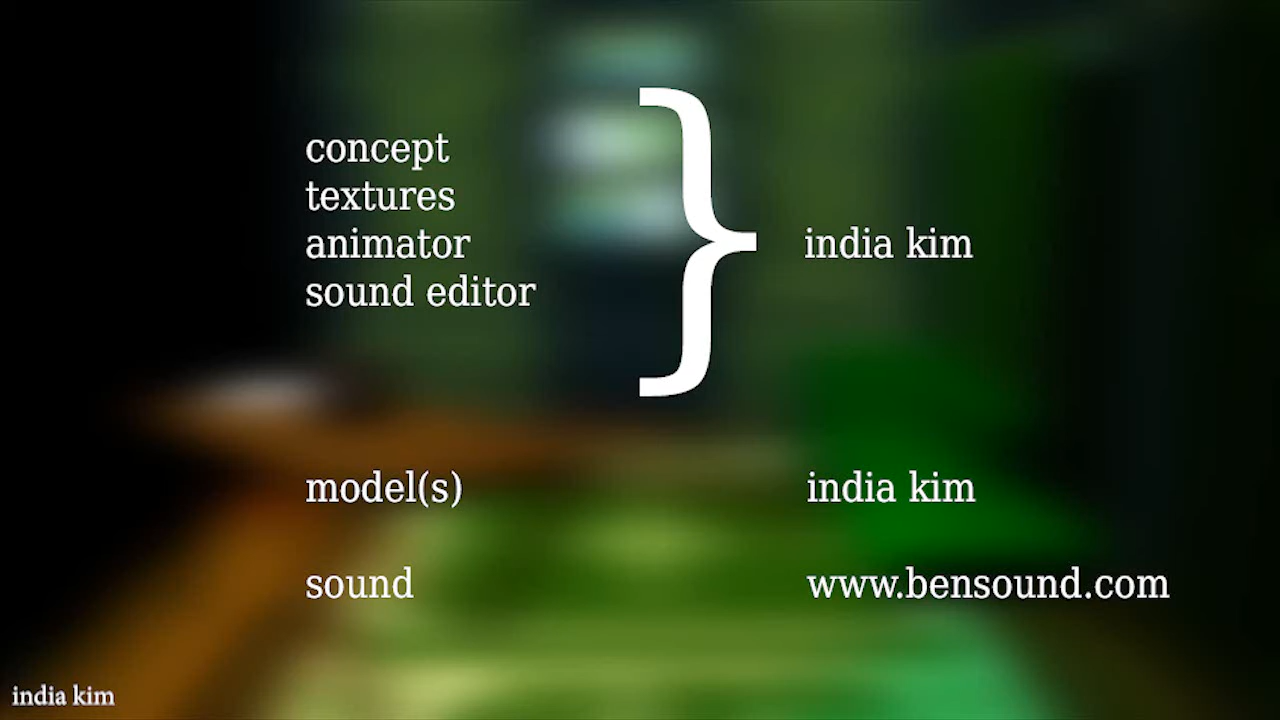 concept
textures
animator
sound editor
}
india kim
model(s) india kim
sound www.bensound.com
india kim